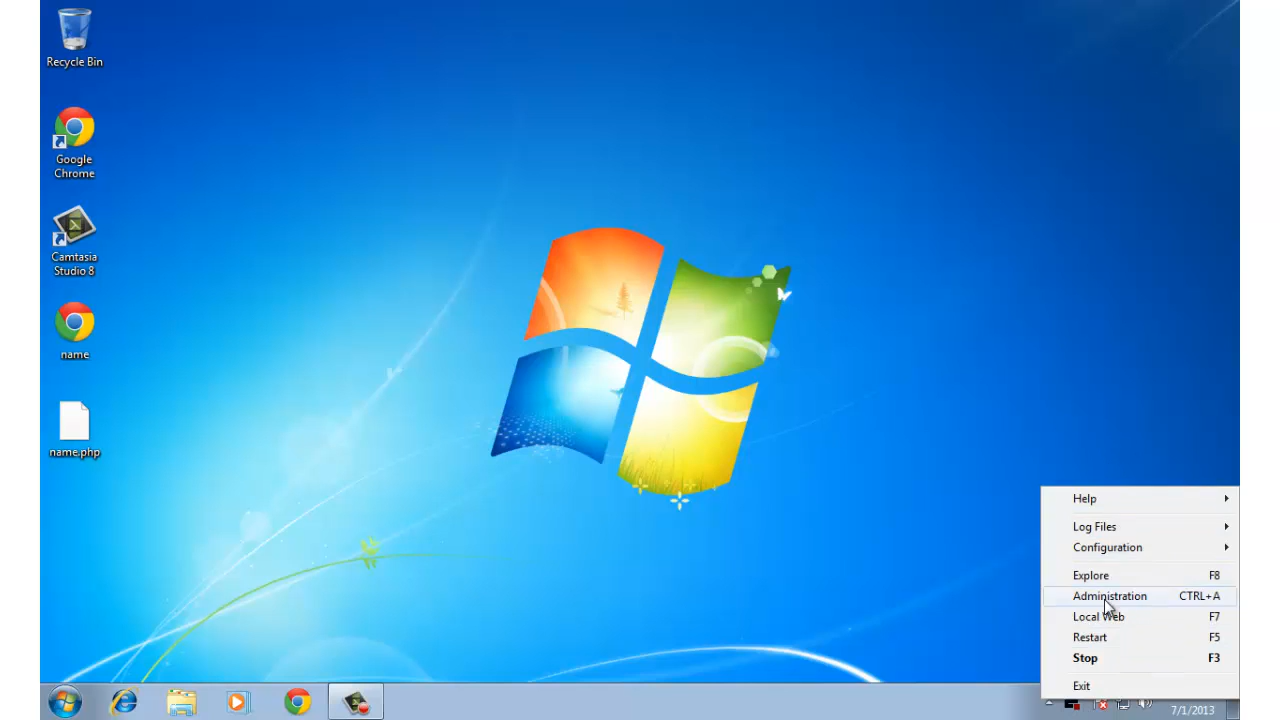 Recycle Bin
Google
Chrome
Camtasia
Studio 8
name
name.php
Help
Log Files
Configuration
Explore F8
Administration CTRL+A
Local Web F7
Restart F5
Stop F3
Exit
7/1/2013